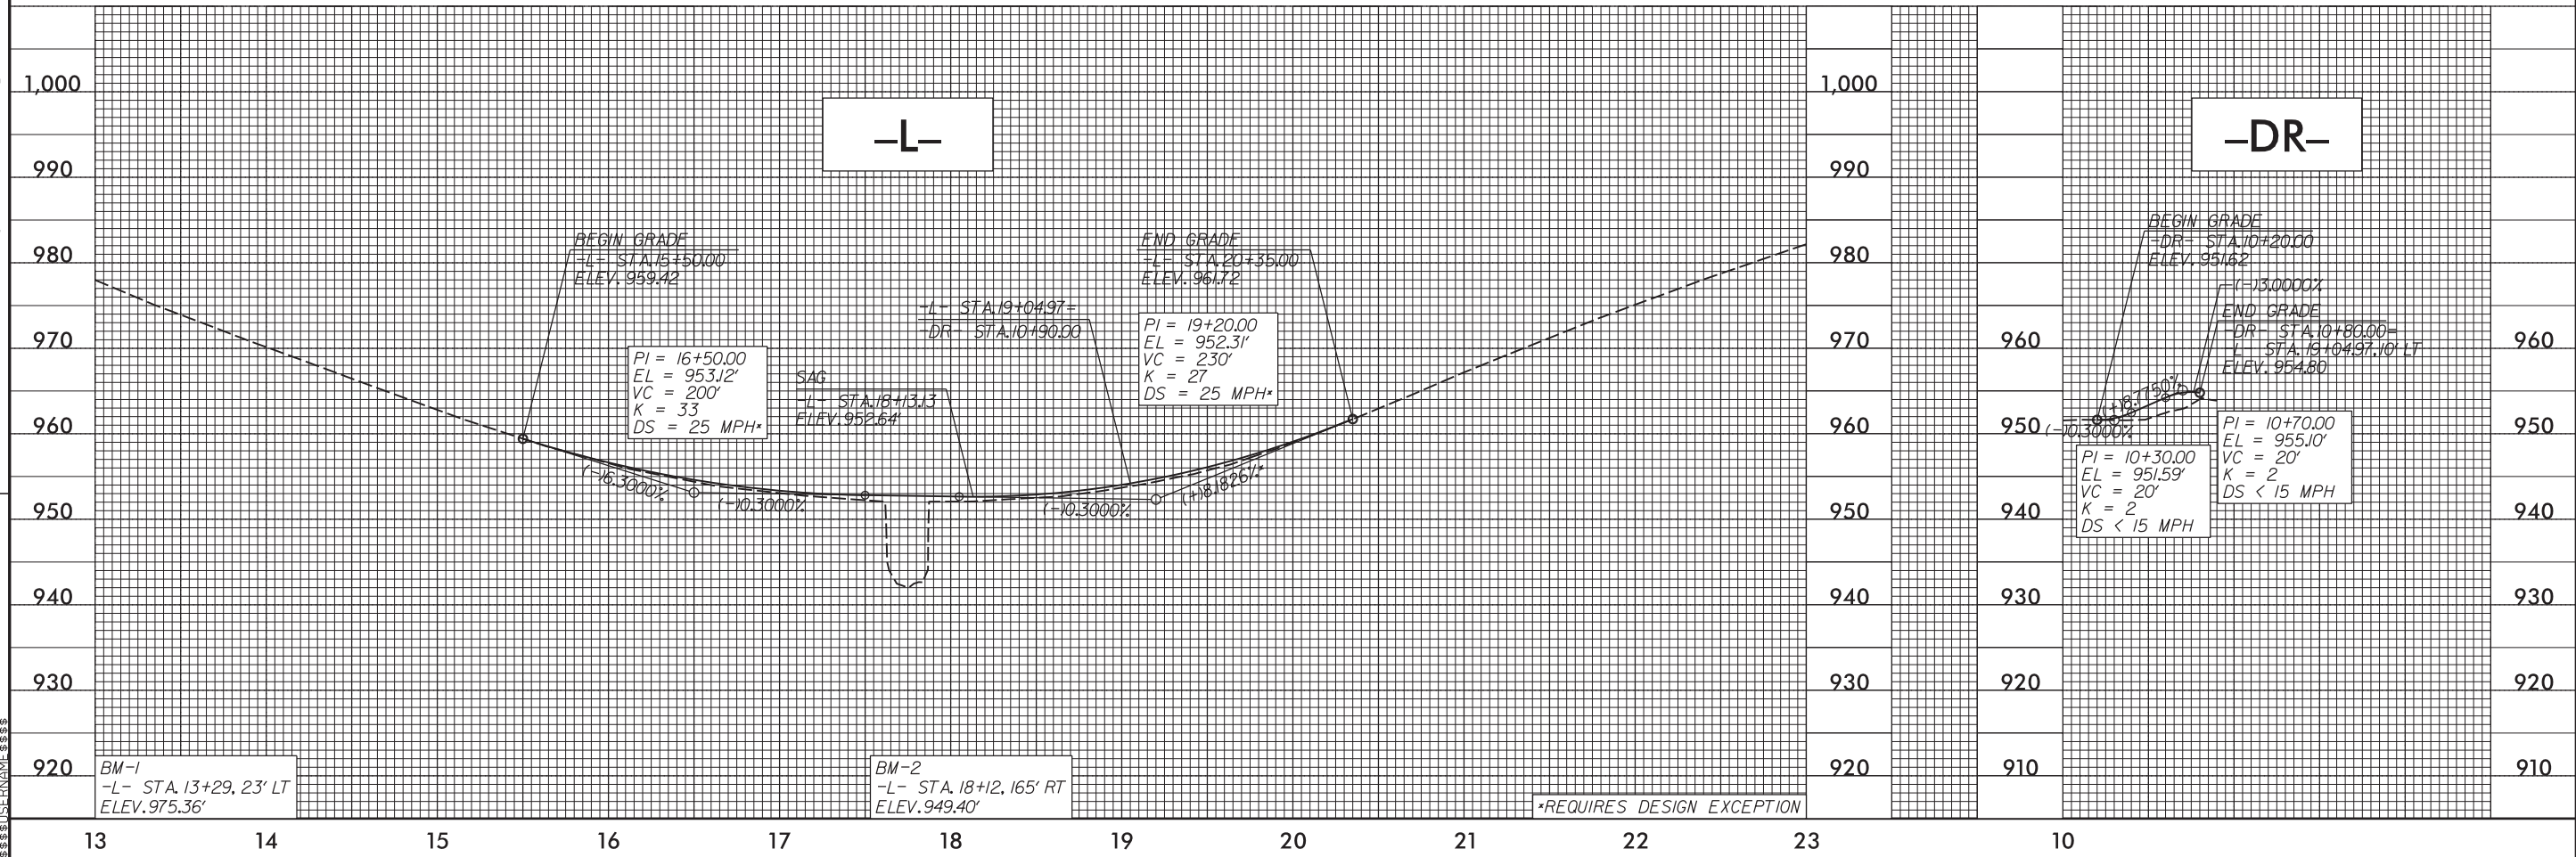 1,000
990
980
970
960
950
940
930
920
–L–
BEGIN GRADE
-L- STA.15+50.00
ELEV. 959.42
PI = 16+50.00
EL = 953.12'
VC = 200'
K = 33
DS = 25 MPH*
SAG
-L- STA.18+13.13
ELEV.952.64'
-L- STA.19+04.97=
-DR- STA.10+90.00
END GRADE
-L- STA.20+35.00
ELEV. 961.72
PI = 19+20.00
EL = 952.31'
VC = 230'
K = 27
DS = 25 MPH*
(-)6.3000%
(-)0.3000%
(-)0.3000%
(+)8.1826%*
BM-1
-L- STA. 13+29, 23' LT
ELEV.975.36'
BM-2
-L- STA. 18+12, 165' RT
ELEV.949.40'
*REQUIRES DESIGN EXCEPTION
13 14 15 16 17 18 19 20 21 22 23
1,000
990
980
970
960
950
940
930
920
960
950
940
930
920
910
–DR–
BEGIN GRADE
-DR- STA.10+20.00
ELEV. 951.62
(-)3.0000%
END GRADE
-DR- STA.10+80.00=
-L- STA. 19+04.97, 10' LT
ELEV. 954.80
(+)8.7750%
(-)0.3000%
PI = 10+30.00
EL = 951.59'
VC = 20'
K = 2
DS < 15 MPH
PI = 10+70.00
EL = 955.10'
VC = 20'
K = 2
DS < 15 MPH
960
950
940
930
920
910
10